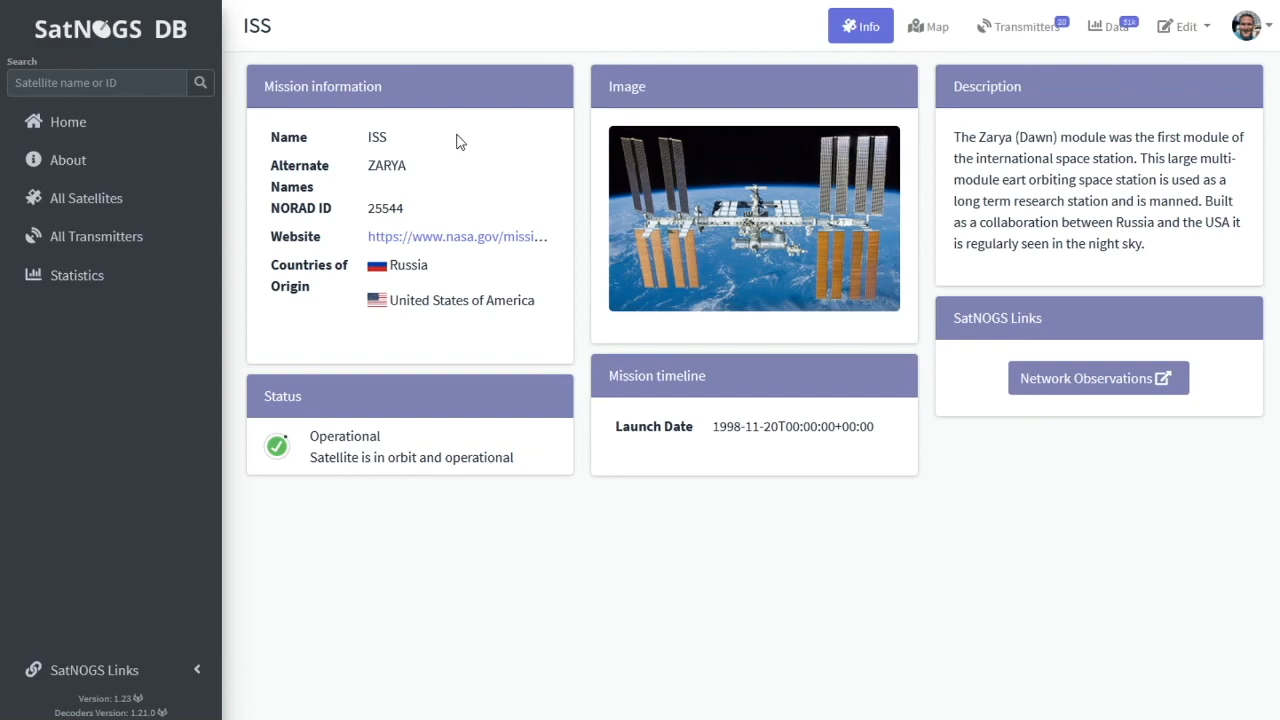 SatNOGS DB
Search
Satellite name or ID
Home
About
All Satellites
All Transmitters
Statistics
SatNOGS Links
Version: 1.23
Decoders Version: 1.21.0
ISS
Info
Map
Transmitters 20
Data 51k
Edit
Mission information
Name ISS
Alternate Names ZARYA
NORAD ID 25544
Website https://www.nasa.gov/missi...
Countries of Origin Russia
United States of America
Status
Operational
Satellite is in orbit and operational
Image
Mission timeline
Launch Date 1998-11-20T00:00:00+00:00
Description
The Zarya (Dawn) module was the first module of
the international space station. This large multi-
module eart orbiting space station is used as a
long term research station and is manned. Built
as a collaboration between Russia and the USA it
is regularly seen in the night sky.
SatNOGS Links
Network Observations